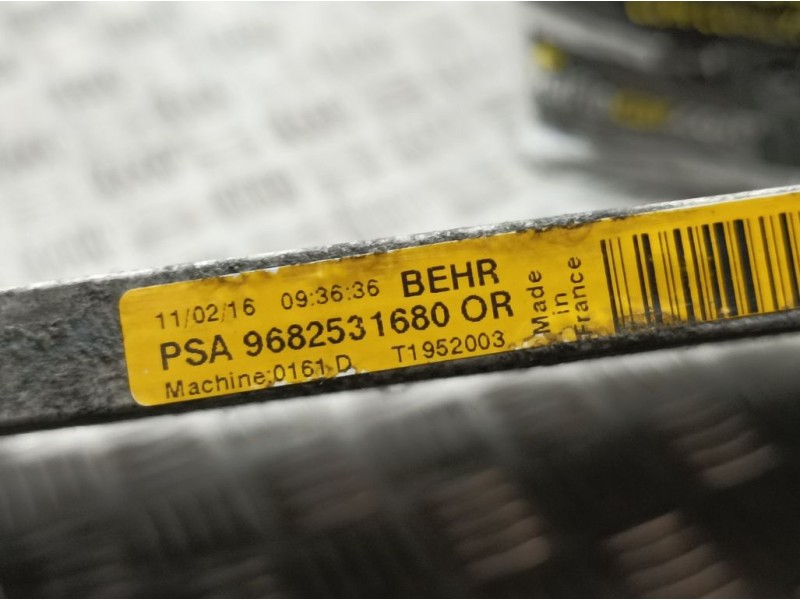 11/02/16 09:36:36 BEHR
PSA 9682531680 OR
Machine:0161 D T1952003
Made
in
France